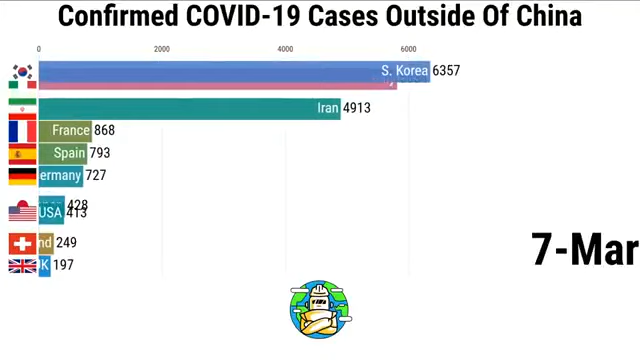 Confirmed COVID-19 Cases Outside Of China
0 2000 4000 6000
S. Korea 6357
Iran 4913
France 868
Spain 793
ermany 727
428
USA 413
nd 249
K 197
7-Mar